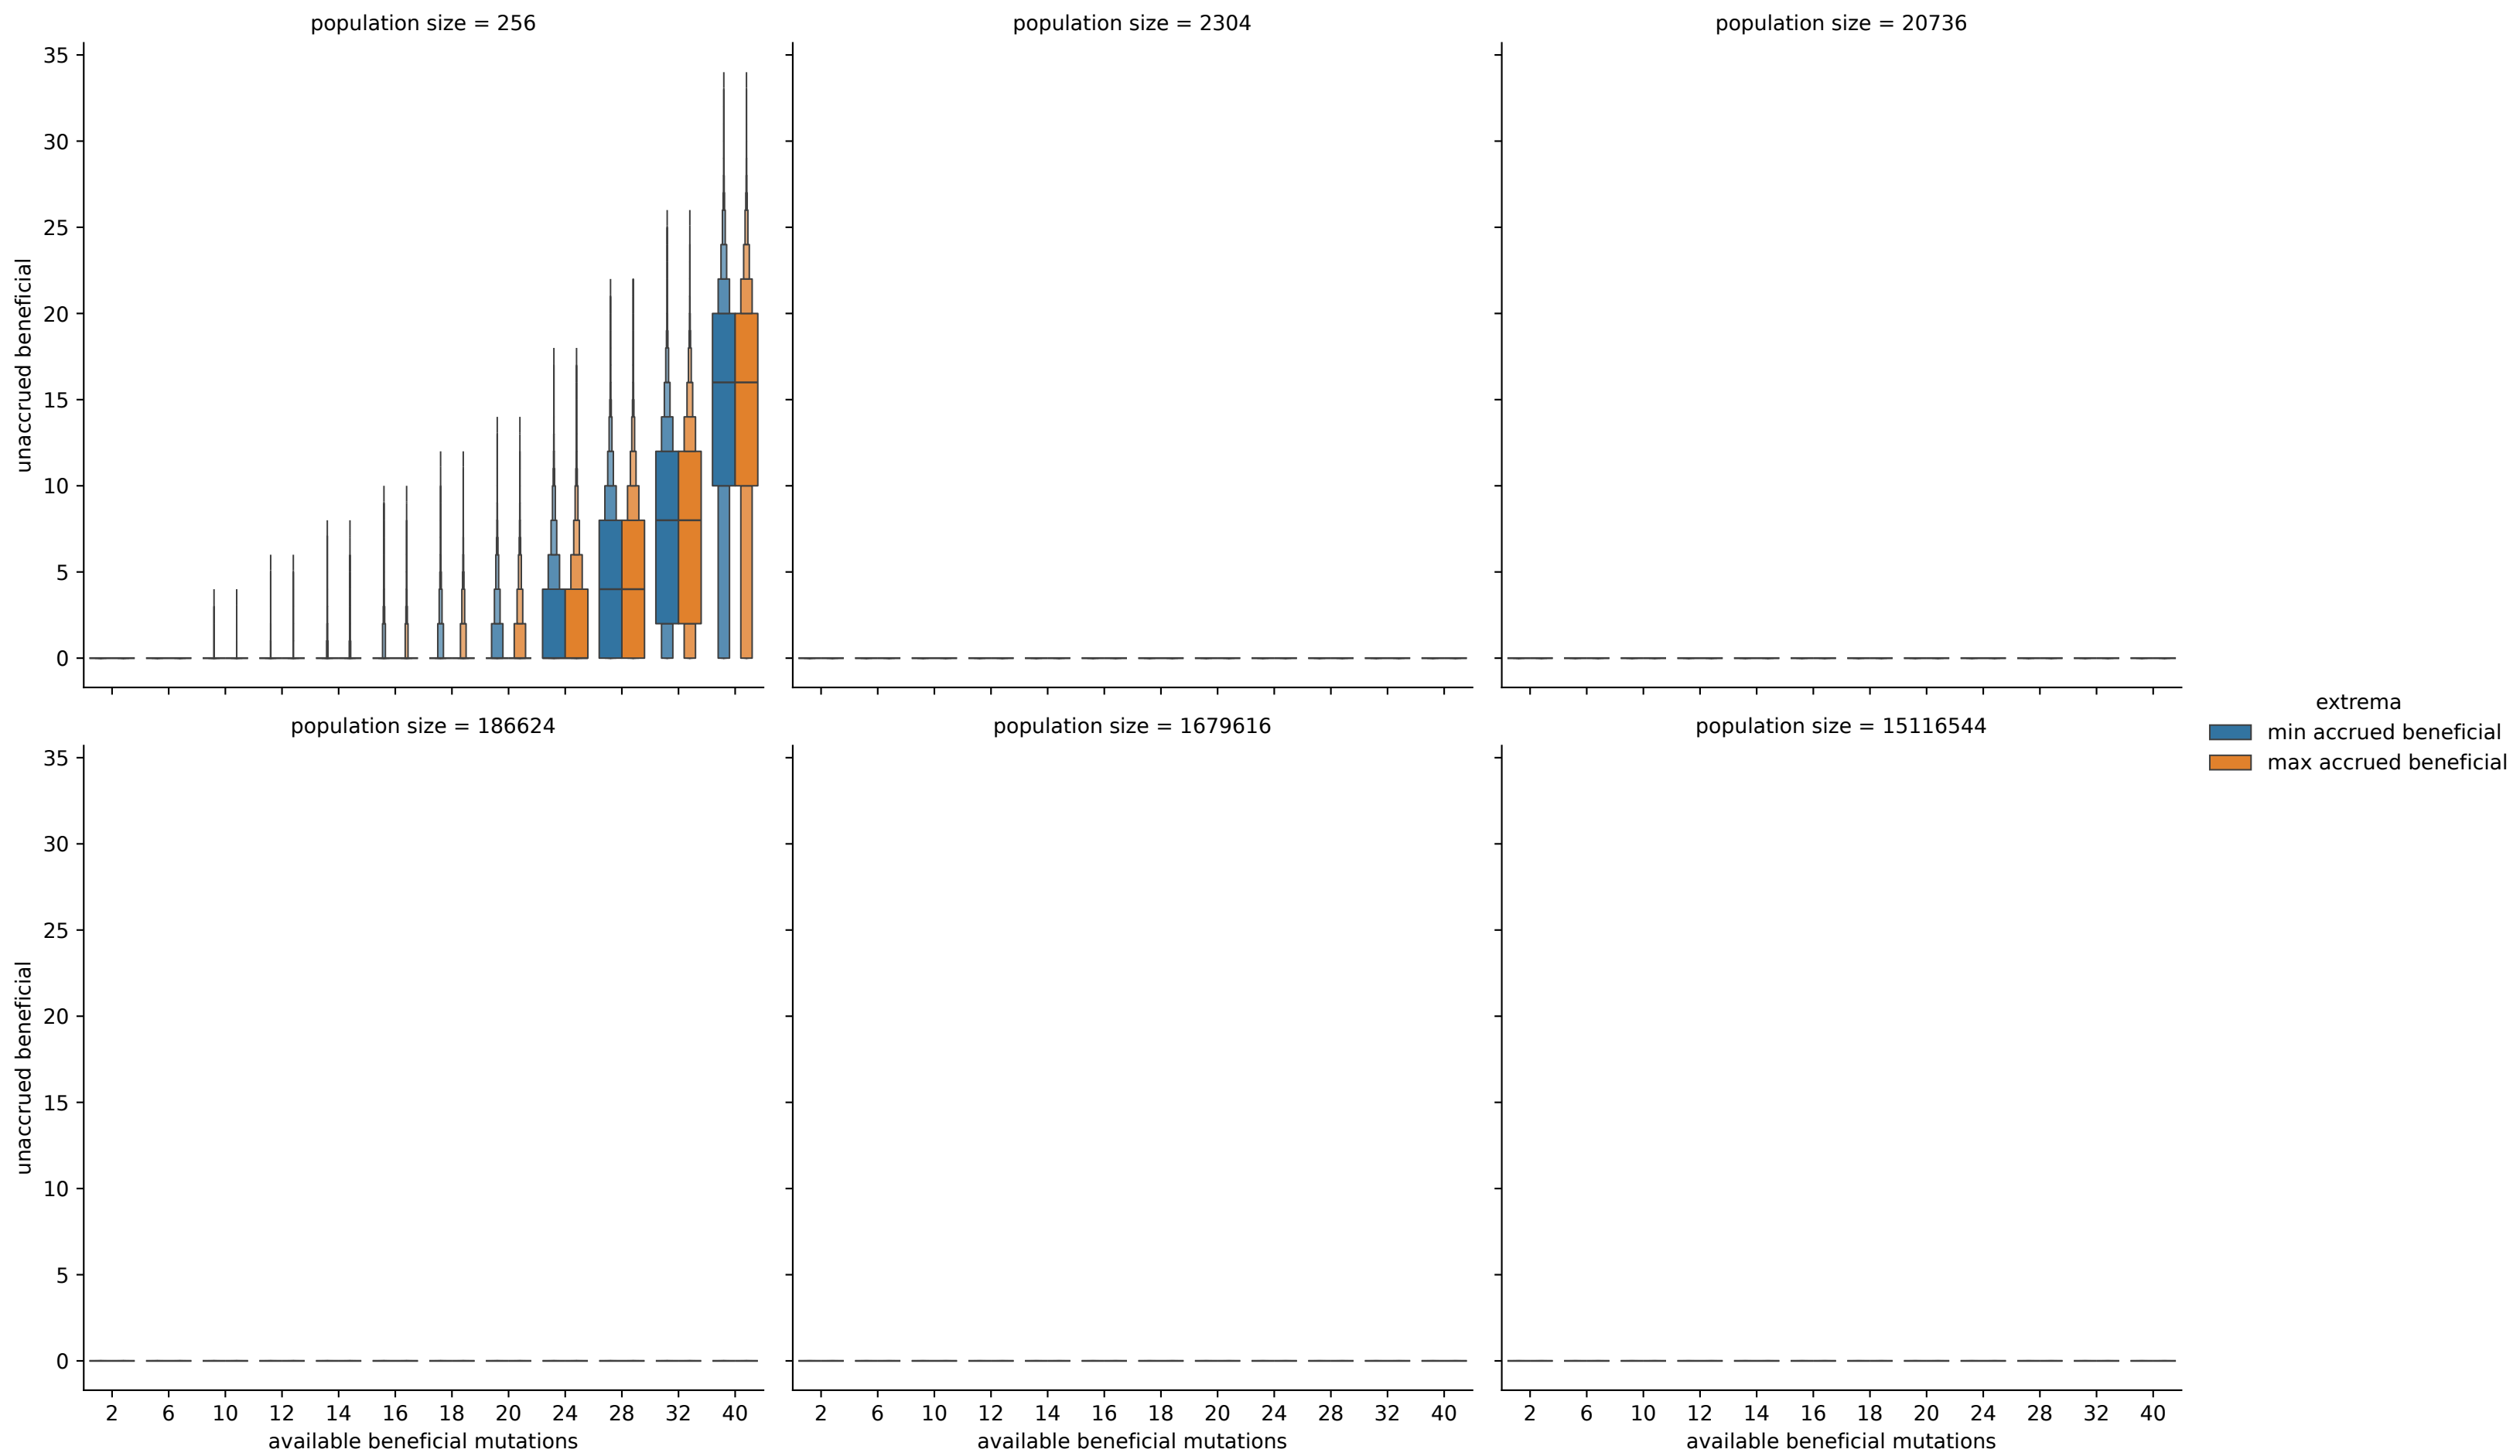 population size = 256
population size = 2304
population size = 20736
35
30
25
20
15
10
5
0
unaccrued beneficial
population size = 186624
population size = 1679616
population size = 15116544
35
30
25
20
15
10
5
0
unaccrued beneficial
2 6 10 12 14 16 18 20 24 28 32 40
2 6 10 12 14 16 18 20 24 28 32 40
2 6 10 12 14 16 18 20 24 28 32 40
available beneficial mutations
available beneficial mutations
available beneficial mutations
extrema
min accrued beneficial
max accrued beneficial